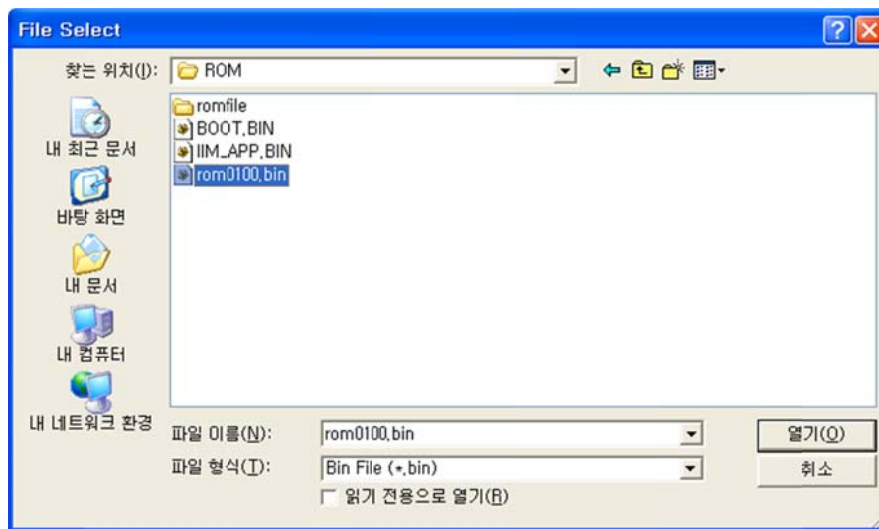 File Select
찾는 위치(I): ROM
romfile
BOOT.BIN
IIM_APP.BIN
rom0100.bin
내 최근 문서
바탕 화면
내 문서
내 컴퓨터
내 네트워크 환경
파일 이름(N): rom0100.bin 열기(O)
파일 형식(T): Bin File (*.bin) 취소
읽기 전용으로 열기(R)